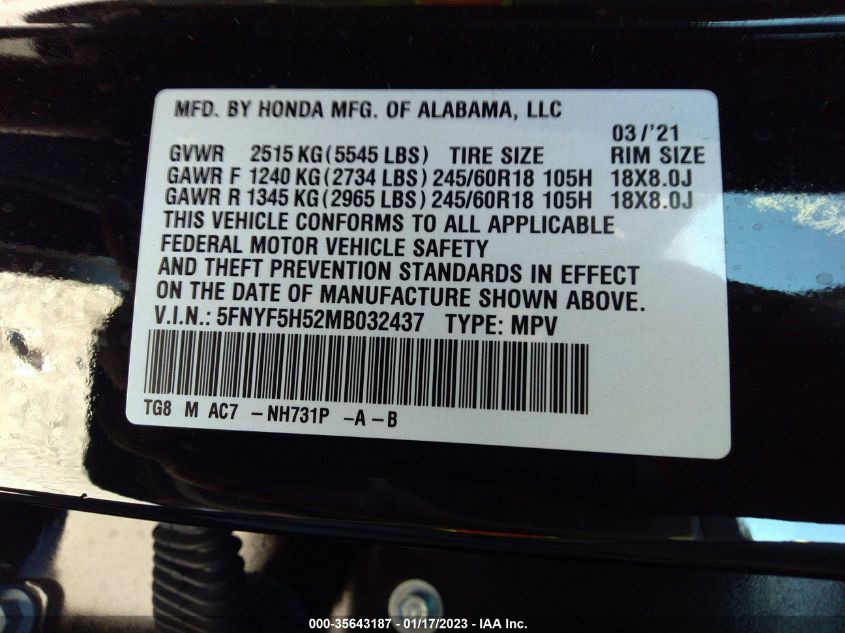 MFD. BY HONDA MFG. OF ALABAMA, LLC
03/'21
GVWR 2515 KG(5545 LBS) TIRE SIZE RIM SIZE
GAWR F 1240 KG(2734 LBS) 245/60R18 105H 18X8.0J
GAWR R 1345 KG(2965 LBS) 245/60R18 105H 18X8.0J
THIS VEHICLE CONFORMS TO ALL APPLICABLE
FEDERAL MOTOR VEHICLE SAFETY
AND THEFT PREVENTION STANDARDS IN EFFECT
ON THE DATE OF MANUFACTURE SHOWN ABOVE.
V.I.N.: 5FNYF5H52MB032437 TYPE: MPV
TG8 M AC7 -NH731P -A-B
000-35643187 - 01/17/2023 - IAA Inc.